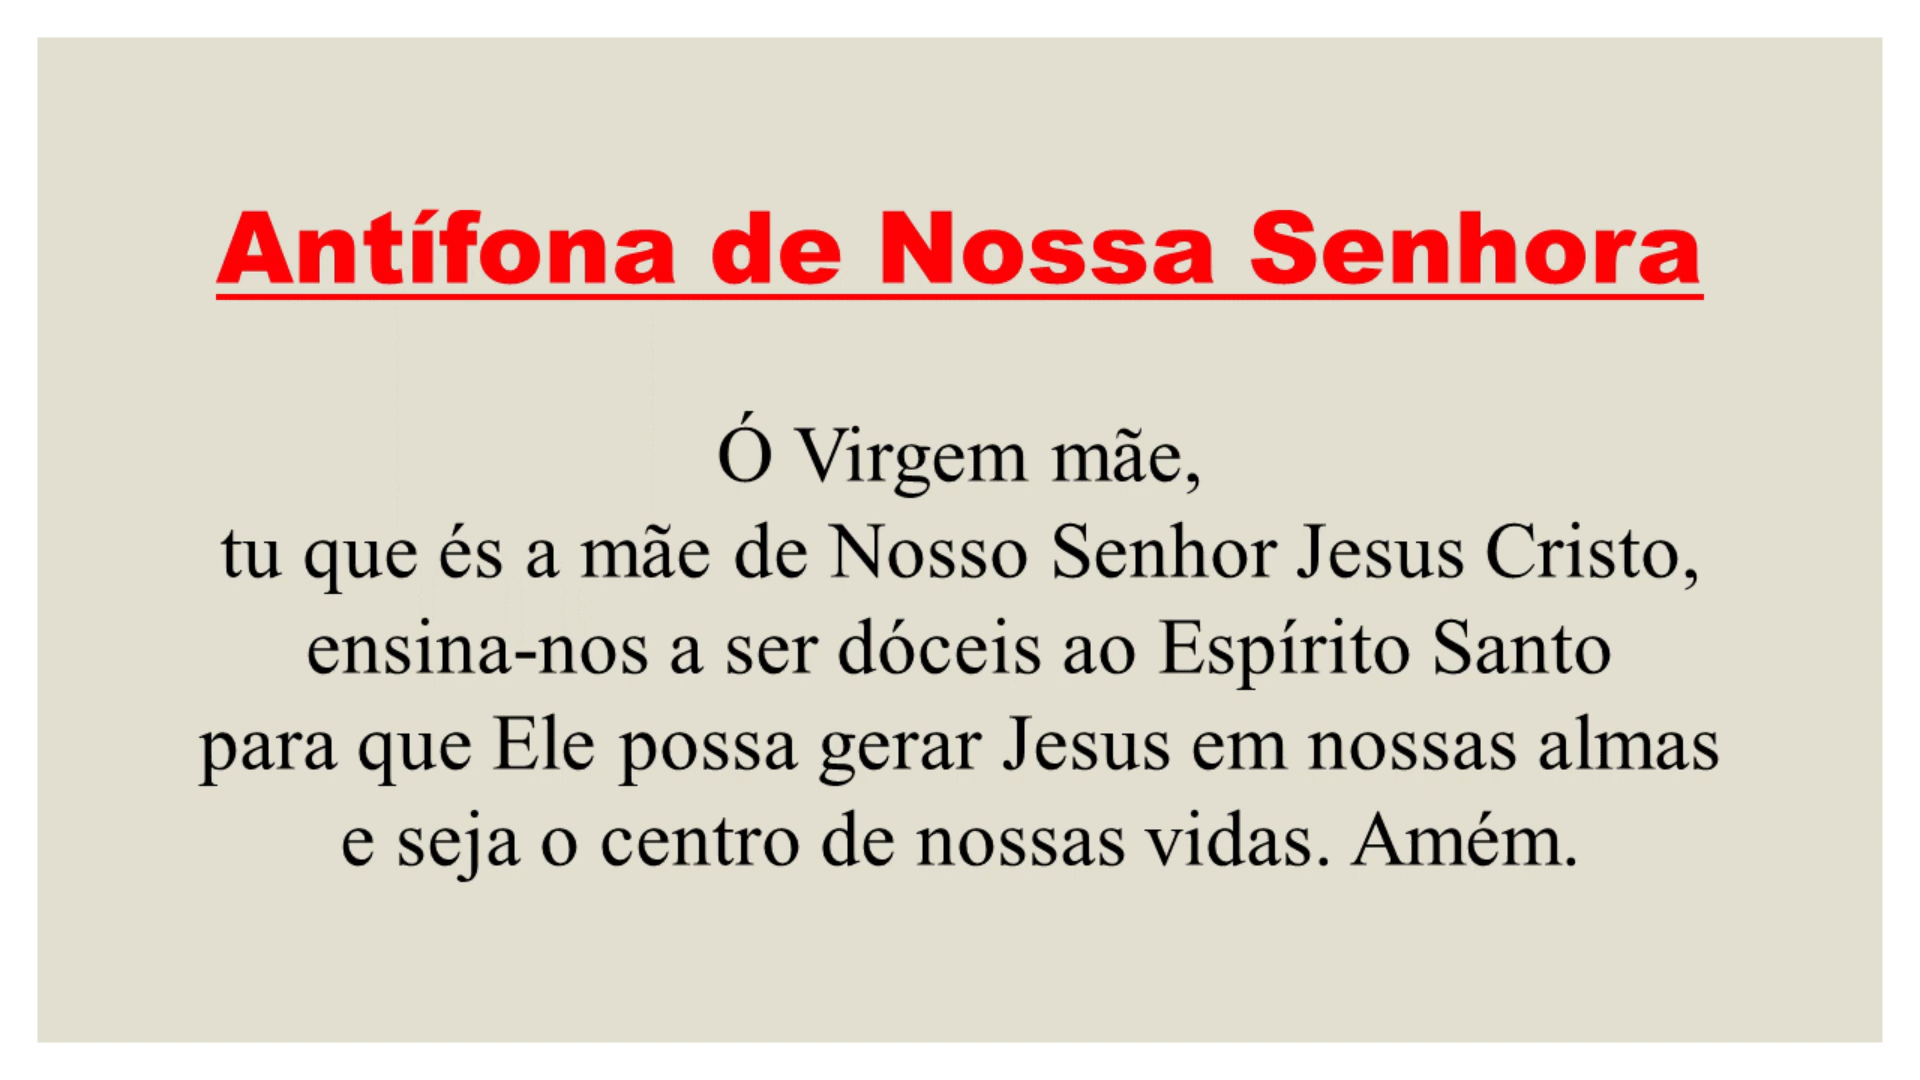 Antífona de Nossa Senhora
Ó Virgem mãe,
tu que és a mãe de Nosso Senhor Jesus Cristo,
ensina-nos a ser dóceis ao Espírito Santo
para que Ele possa gerar Jesus em nossas almas
e seja o centro de nossas vidas. Amém.